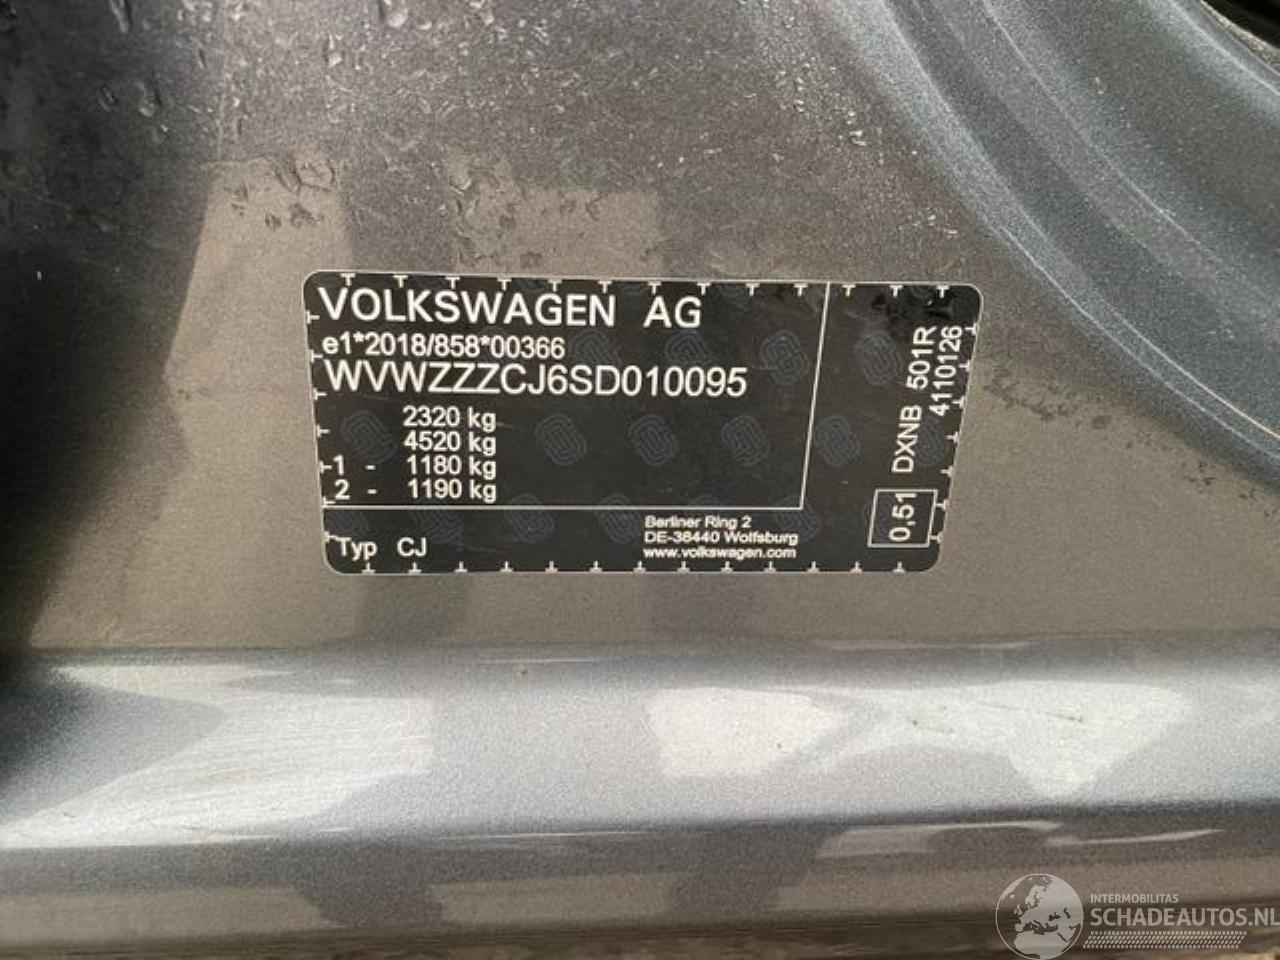 VOLKSWAGEN AG
e1*2018/858*00366
WVWZZZCJ6SD010095
2320 kg
4520 kg
1 - 1180 kg
2 - 1190 kg
Typ CJ
Berliner Ring 2
DE-38440 Wolfsburg
www.volkswagen.com
0,51 DXNB 501R
4110126
INTERMOBILITAS
SCHADEAUTOS.NL